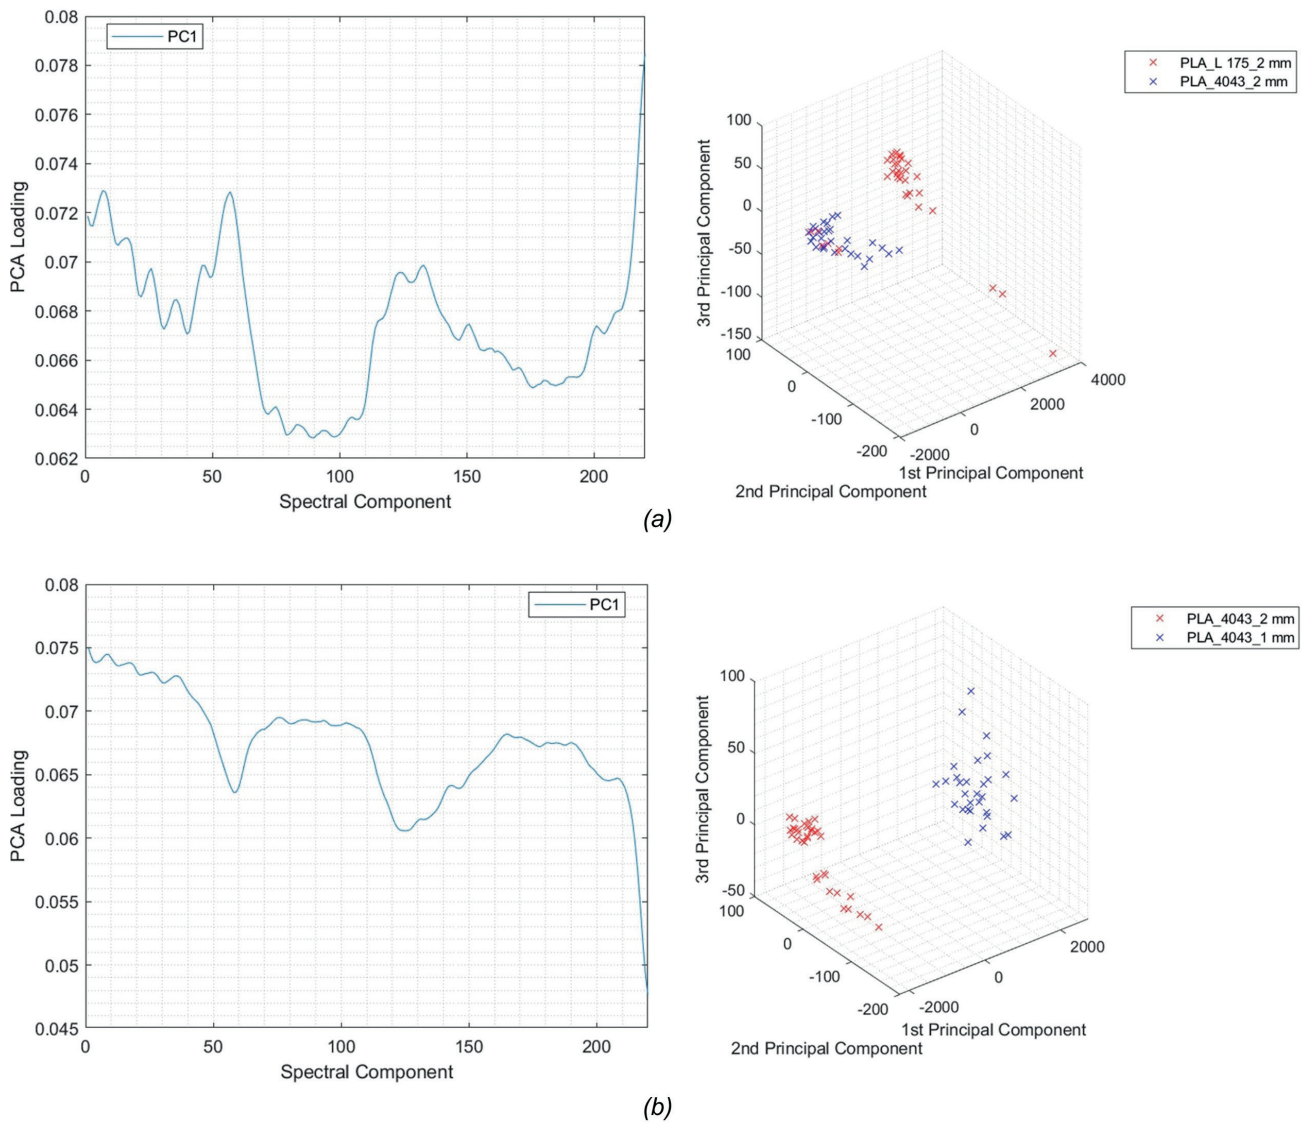 0.08
0.078
0.076
0.074
0.072
0.07
0.068
0.066
0.064
0.062
PCA Loading
0 50 100 150 200
Spectral Component
PC1
PLA_L 175_2 mm
PLA_4043_2 mm
100
50
0
-50
-100
-150
3rd Principal Component
100
0
-100
-200
2nd Principal Component
-2000
0
2000
4000
1st Principal Component
(a)
0.08
0.075
0.07
0.065
0.06
0.055
0.05
0.045
PCA Loading
0 50 100 150 200
Spectral Component
PC1
PLA_4043_2 mm
PLA_4043_1 mm
100
50
0
-50
3rd Principal Component
100
0
-100
-200
2nd Principal Component
-2000
0
2000
1st Principal Component
(b)